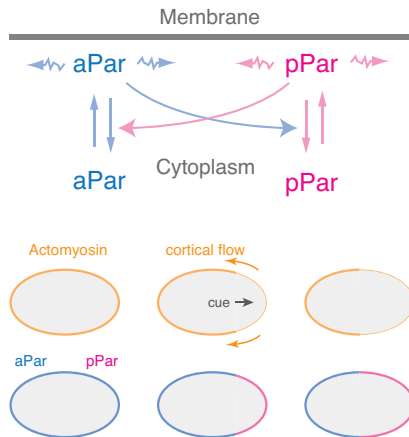 Membrane
aPar pPar
Cytoplasm
aPar pPar
Actomyosin cortical flow
cue
aPar pPar